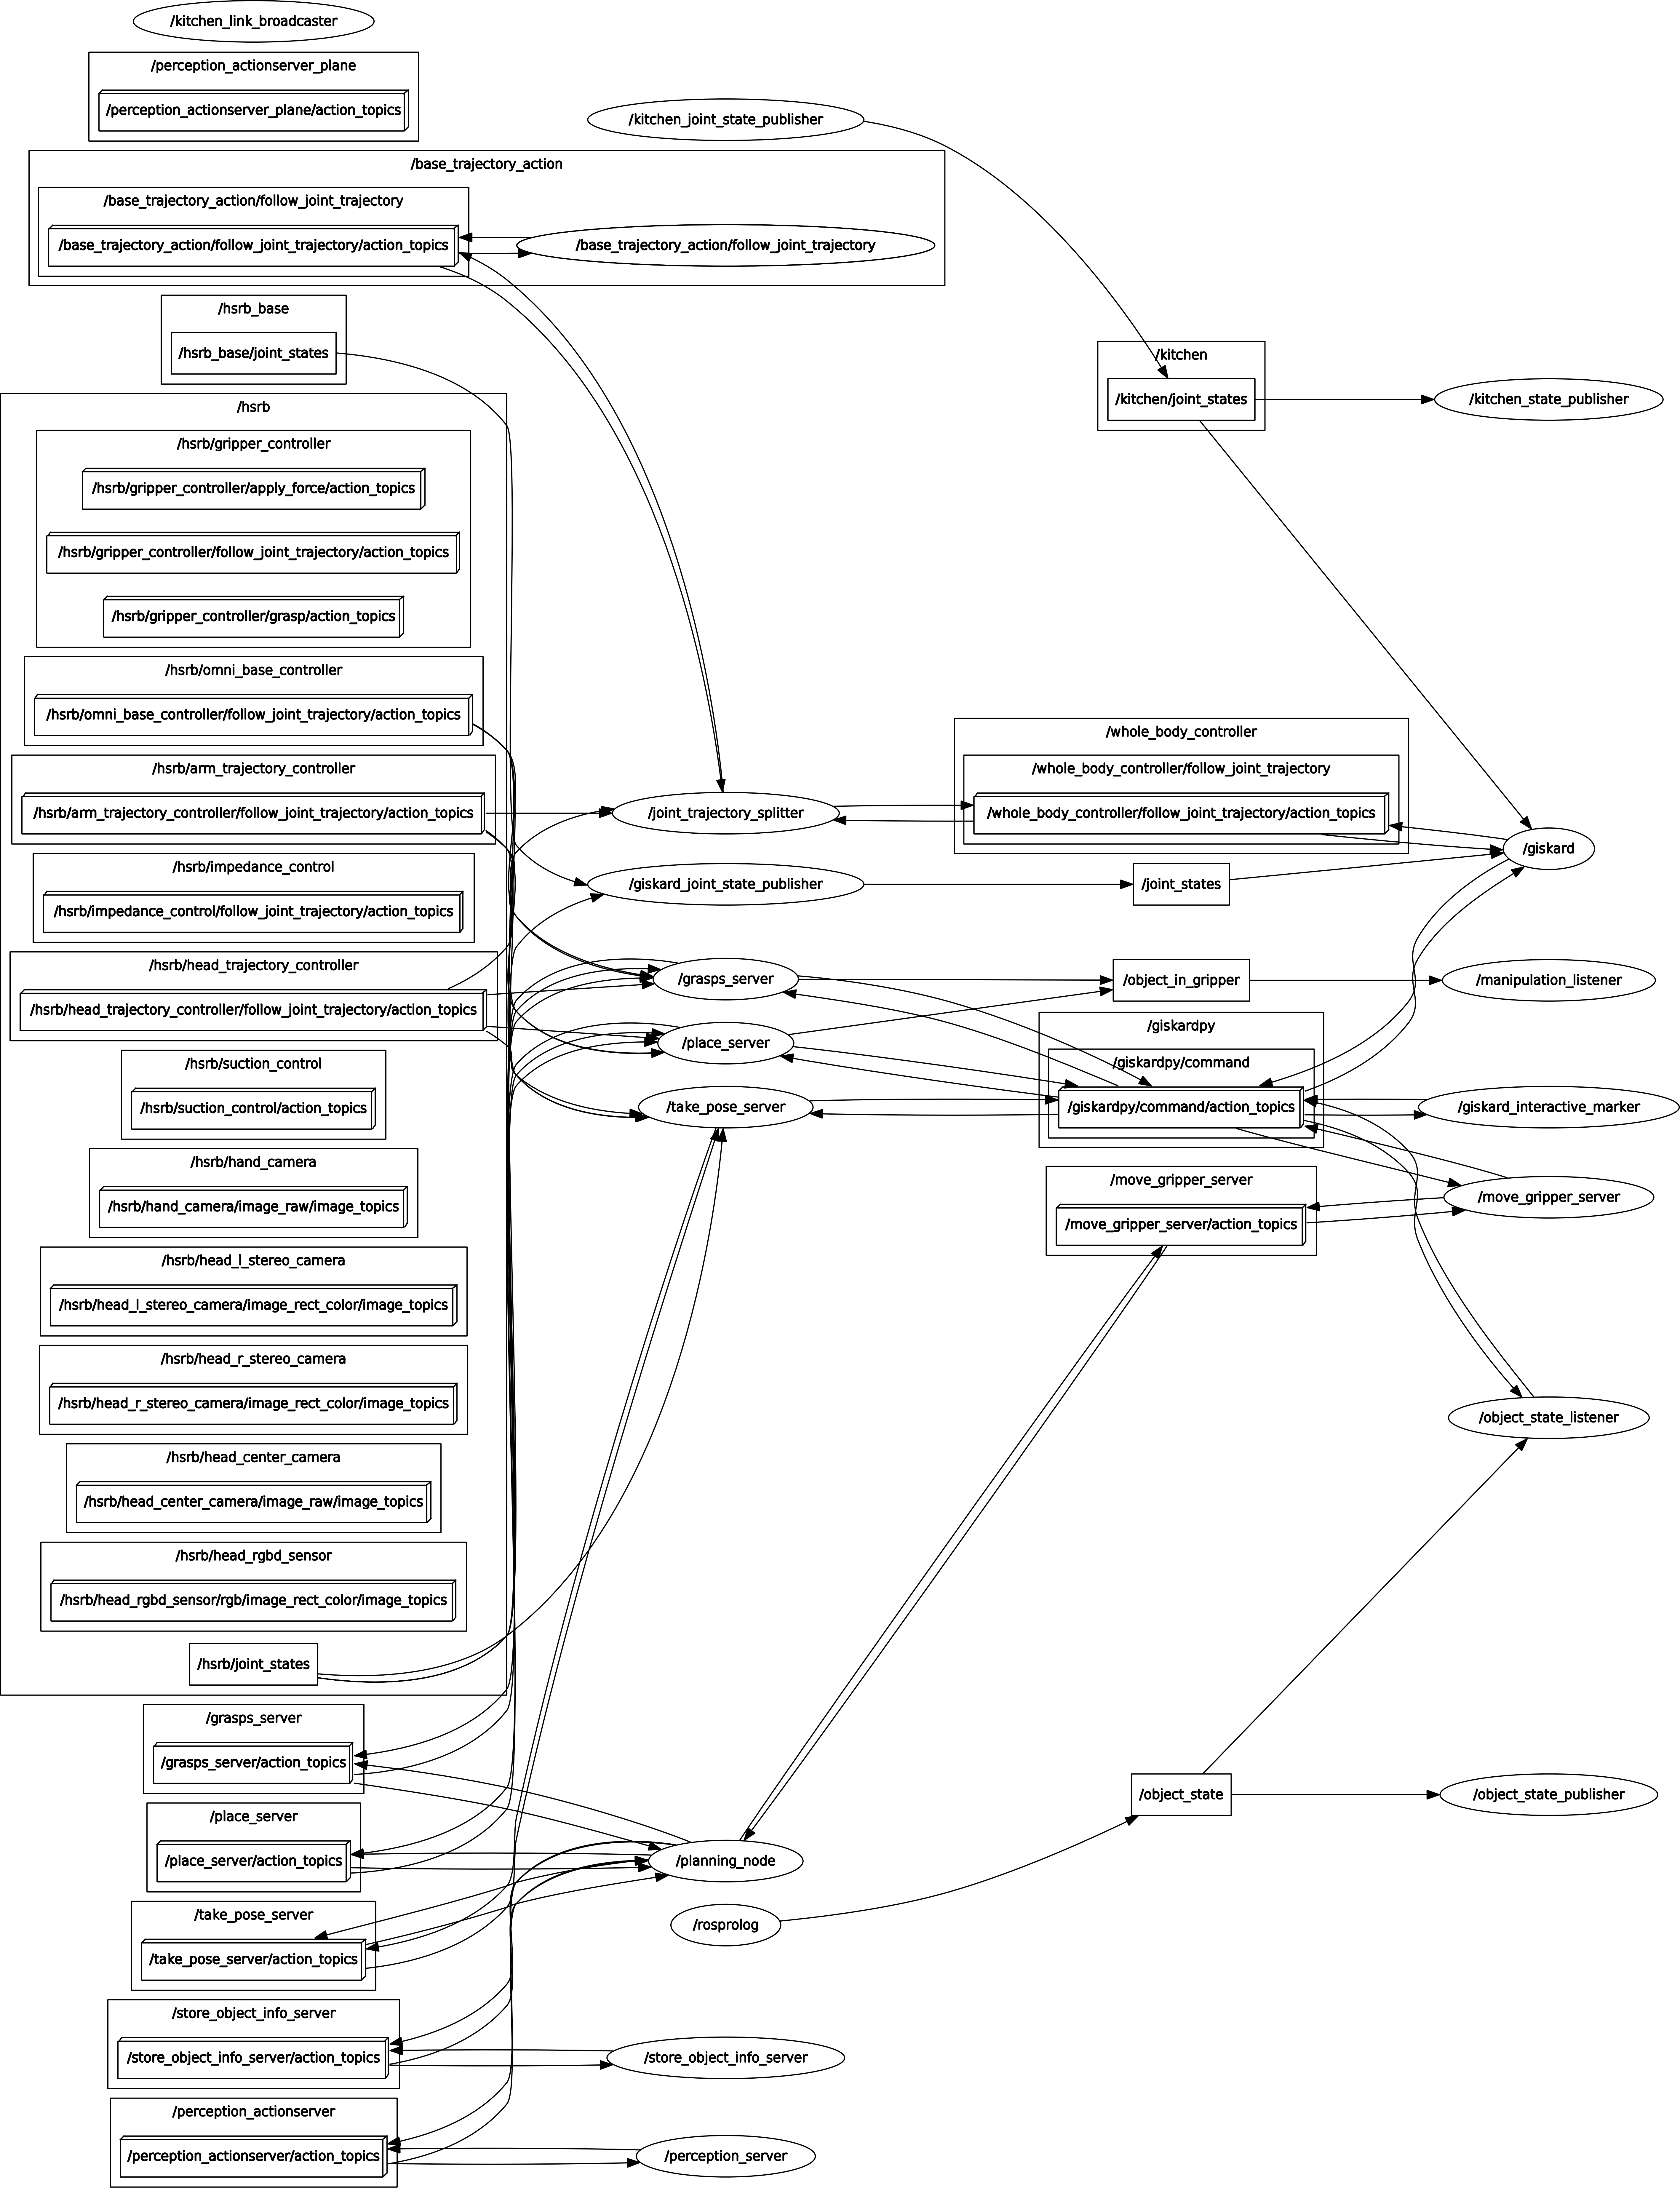 /kitchen_link_broadcaster
/perception_actionserver_plane
/perception_actionserver_plane/action_topics
/kitchen_joint_state_publisher
/base_trajectory_action
/base_trajectory_action/follow_joint_trajectory
/base_trajectory_action/follow_joint_trajectory/action_topics
/base_trajectory_action/follow_joint_trajectory
/hsrb_base
/hsrb_base/joint_states
/kitchen
/kitchen/joint_states
/kitchen_state_publisher
/hsrb
/hsrb/gripper_controller
/hsrb/gripper_controller/apply_force/action_topics
/hsrb/gripper_controller/follow_joint_trajectory/action_topics
/hsrb/gripper_controller/grasp/action_topics
/hsrb/omni_base_controller
/hsrb/omni_base_controller/follow_joint_trajectory/action_topics
/hsrb/arm_trajectory_controller
/hsrb/arm_trajectory_controller/follow_joint_trajectory/action_topics
/joint_trajectory_splitter
/whole_body_controller
/whole_body_controller/follow_joint_trajectory
/whole_body_controller/follow_joint_trajectory/action_topics
/giskard
/hsrb/impedance_control
/hsrb/impedance_control/follow_joint_trajectory/action_topics
/giskard_joint_state_publisher
/joint_states
/hsrb/head_trajectory_controller
/hsrb/head_trajectory_controller/follow_joint_trajectory/action_topics
/grasps_server
/object_in_gripper
/manipulation_listener
/place_server
/giskardpy
/giskardpy/command
/giskardpy/command/action_topics
/take_pose_server
/giskard_interactive_marker
/hsrb/suction_control
/hsrb/suction_control/action_topics
/hsrb/hand_camera
/hsrb/hand_camera/image_raw/image_topics
/move_gripper_server
/move_gripper_server/action_topics
/move_gripper_server
/hsrb/head_l_stereo_camera
/hsrb/head_l_stereo_camera/image_rect_color/image_topics
/hsrb/head_r_stereo_camera
/hsrb/head_r_stereo_camera/image_rect_color/image_topics
/object_state_listener
/hsrb/head_center_camera
/hsrb/head_center_camera/image_raw/image_topics
/hsrb/head_rgbd_sensor
/hsrb/head_rgbd_sensor/rgb/image_rect_color/image_topics
/hsrb/joint_states
/grasps_server
/grasps_server/action_topics
/object_state
/object_state_publisher
/place_server
/place_server/action_topics
/planning_node
/take_pose_server
/take_pose_server/action_topics
/rosprolog
/store_object_info_server
/store_object_info_server/action_topics
/store_object_info_server
/perception_actionserver
/perception_actionserver/action_topics
/perception_server